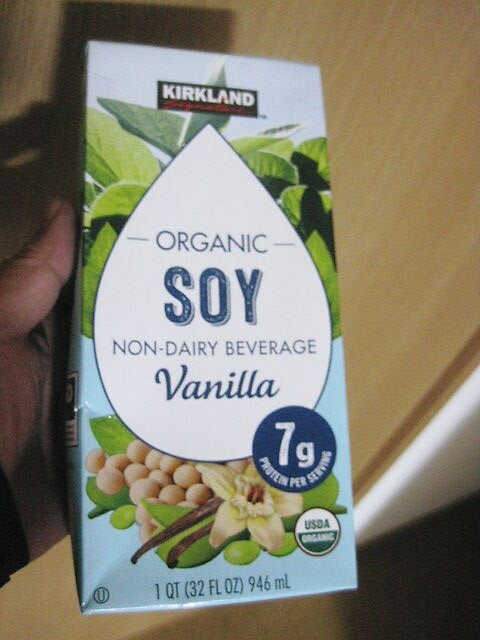 KIRKLAND
Signature™
ORGANIC
SOY
NON-DAIRY BEVERAGE
Vanilla
7g
PROTEIN PER SERVING
USDA
ORGANIC
1 QT (32 FL OZ) 946 mL